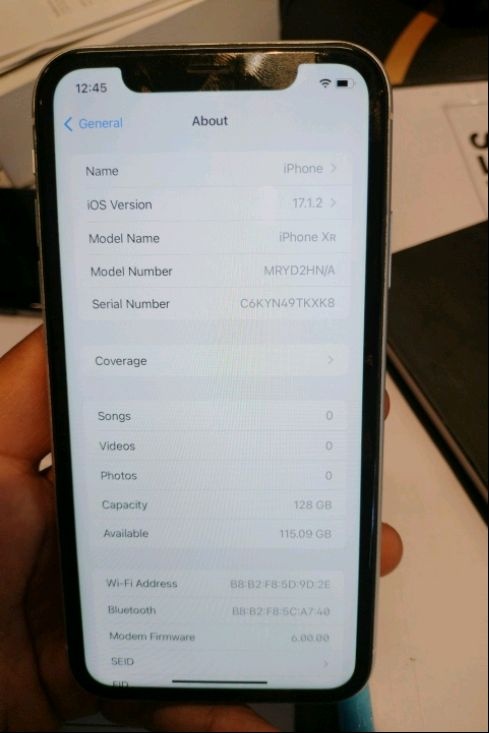 12:45
General
About
Name iPhone
iOS Version 17.1.2
Model Name iPhone XR
Model Number MRYD2HN/A
Serial Number C6KYN49TKXK8
Coverage
Songs 0
Videos 0
Photos 0
Capacity 128 GB
Available 115.09 GB
Wi-Fi Address B8:B2:F8:5D:9D:2E
Bluetooth B8:B2:F8:5C:A7:40
Modem Firmware 6.00.00
SEID
EID